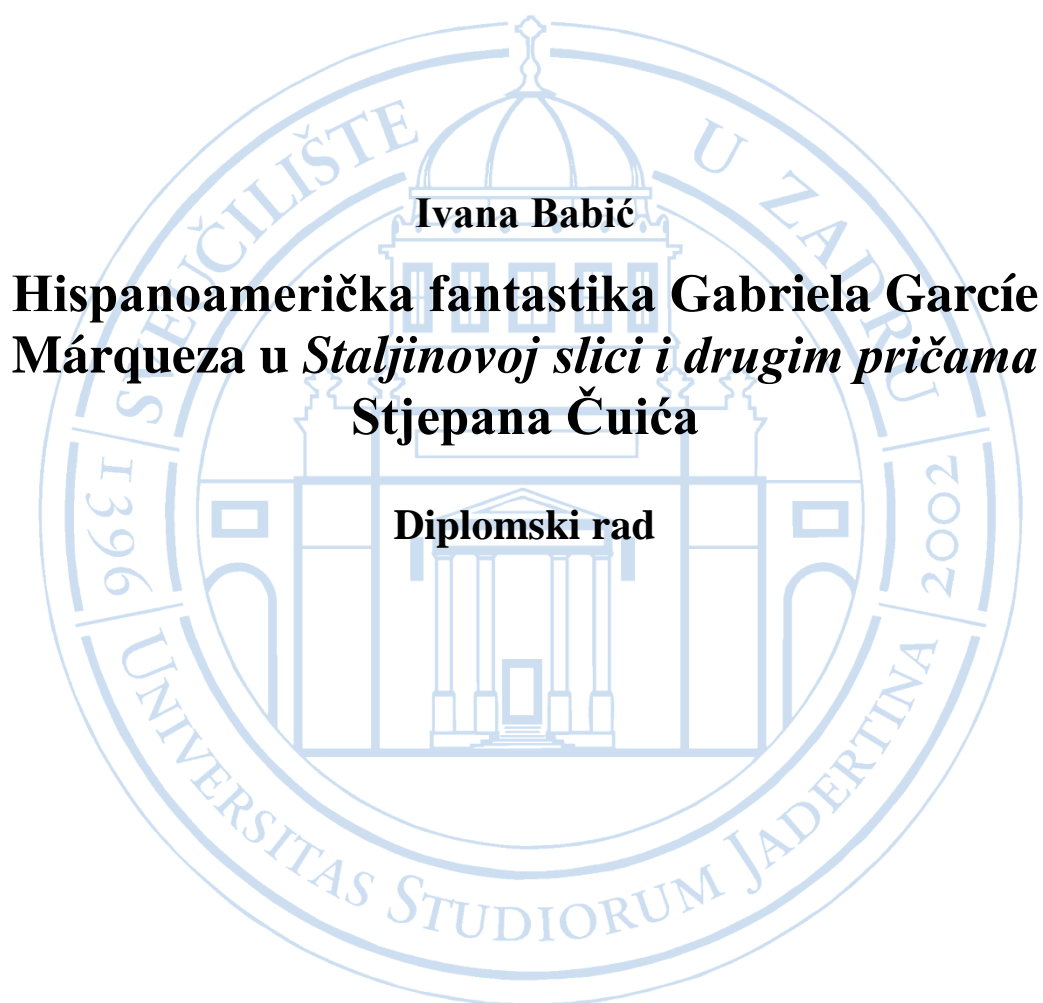 Ivana Babić
Hispanoamerička fantastika Gabriela Garcíe
Márqueza u Staljinovoj slici i drugim pričama
Stjepana Čuića
Diplomski rad
SVEUČILIŠTE U ZADRU
1396
2002
UNIVERSITAS STUDIORUM JADERTINA